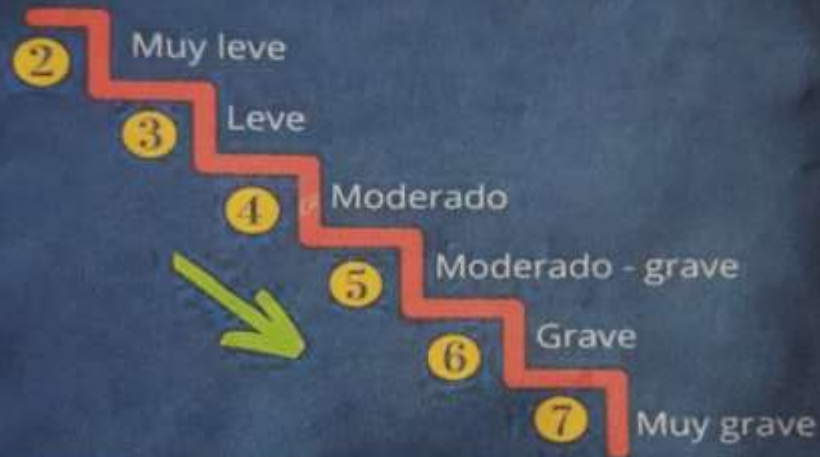 2 Muy leve
3 Leve
4 Moderado
5 Moderado - grave
6 Grave
7 Muy grave